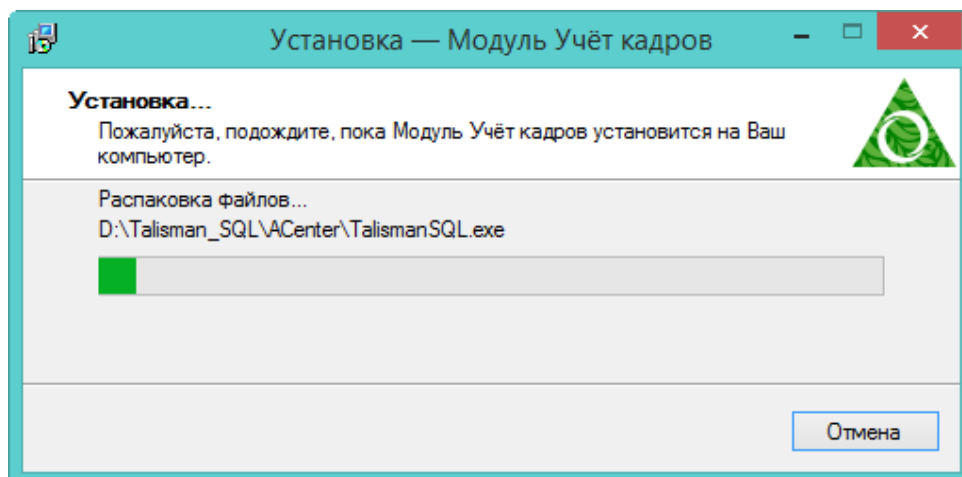 Установка — Модуль Учёт кадров
Установка...
Пожалуйста, подождите, пока Модуль Учёт кадров установится на Ваш
компьютер.
Распаковка файлов...
D:\Talisman_SQL\ACenter\TalismanSQL.exe
Отмена